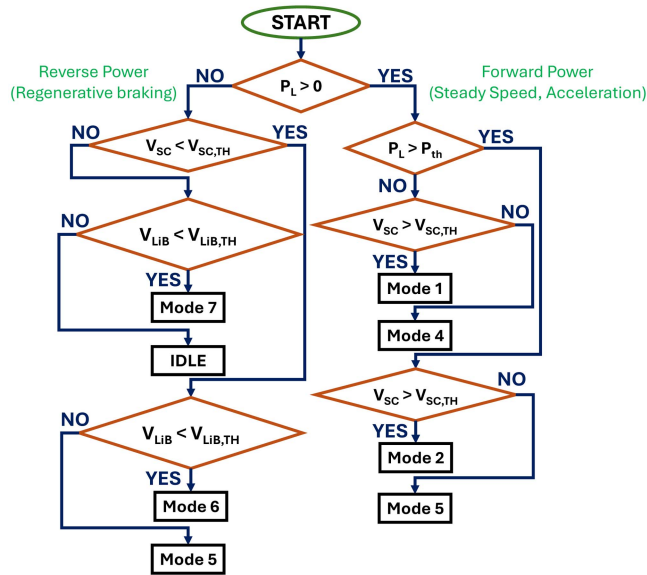 START
P_L > 0
NO
YES
Reverse Power
(Regenerative braking)
Forward Power
(Steady Speed, Acceleration)
NO
V_SC < V_SC,TH
YES
NO
V_LiB < V_LiB,TH
YES
Mode 7
IDLE
NO
V_LiB < V_LiB,TH
YES
Mode 6
Mode 5
P_L > P_th
YES
NO
V_SC > V_SC,TH
NO
YES
Mode 1
Mode 4
V_SC > V_SC,TH
NO
YES
Mode 2
Mode 5